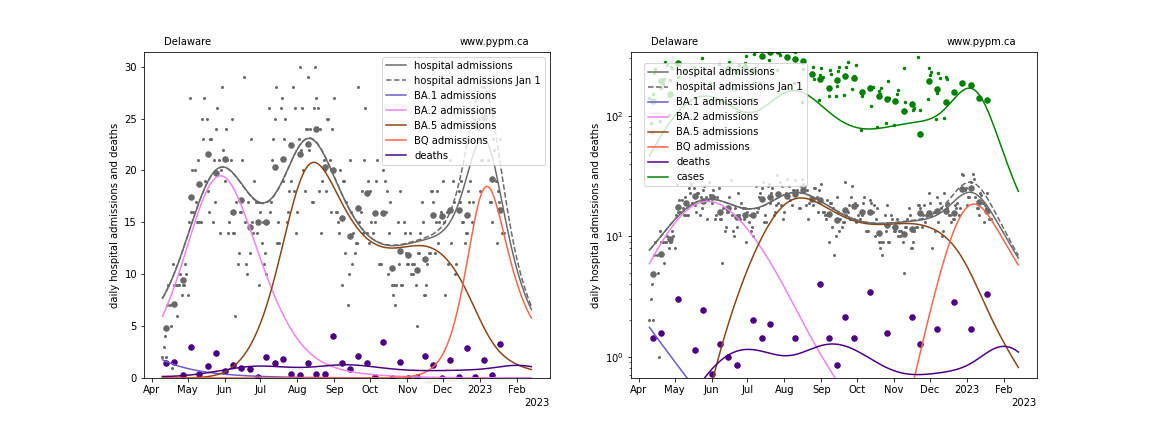 Delaware
www.pypm.ca
daily hospital admissions and deaths
30
25
20
15
10
5
0
hospital admissions
hospital admissions Jan 1
BA.1 admissions
BA.2 admissions
BA.5 admissions
BQ admissions
deaths
Apr May Jun Jul Aug Sep Oct Nov Dec 2023 Feb
2023
Delaware
www.pypm.ca
daily hospital admissions and deaths
10²
10¹
10⁰
hospital admissions
hospital admissions Jan 1
BA.1 admissions
BA.2 admissions
BA.5 admissions
BQ admissions
deaths
cases
Apr May Jun Jul Aug Sep Oct Nov Dec 2023 Feb
2023